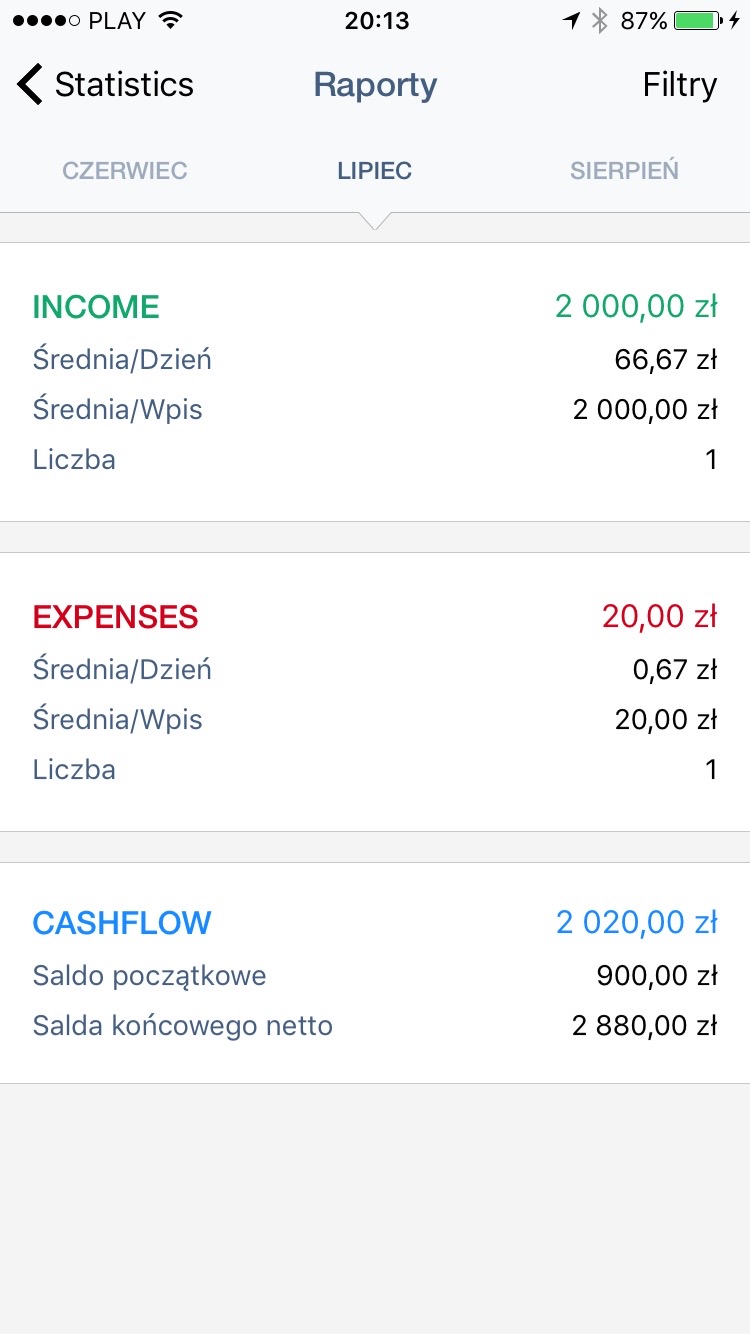 PLAY 20:13 87%
Statistics Raporty Filtry
CZERWIEC LIPIEC SIERPIEŃ
INCOME 2 000,00 zł
Średnia/Dzień 66,67 zł
Średnia/Wpis 2 000,00 zł
Liczba 1
EXPENSES 20,00 zł
Średnia/Dzień 0,67 zł
Średnia/Wpis 20,00 zł
Liczba 1
CASHFLOW 2 020,00 zł
Saldo początkowe 900,00 zł
Salda końcowego netto 2 880,00 zł